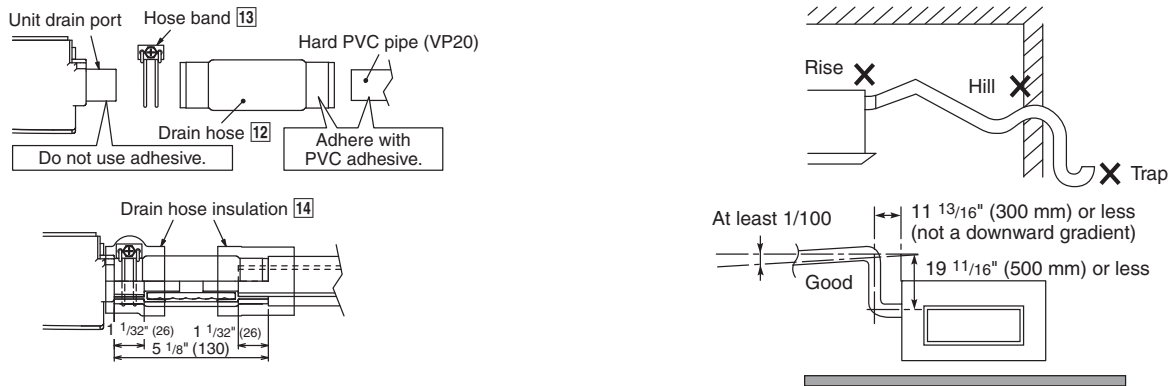 Unit drain port
Hose band 13
Hard PVC pipe (VP20)
Drain hose 12
Do not use adhesive.
Adhere with
PVC adhesive.
Drain hose insulation 14
1 1/32" (26)
1 1/32" (26)
5 1/8" (130)
Rise
Hill
Trap
At least 1/100
11 13/16" (300 mm) or less
(not a downward gradient)
Good
19 11/16" (500 mm) or less